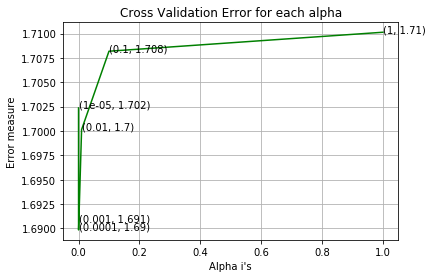 Cross Validation Error for each alpha
1.7100
1.7075
1.7050
1.7025
1.7000
1.6975
1.6950
1.6925
1.6900
Error measure
(1, 1.71)
(0.1, 1.708)
(1e-05, 1.702)
(0.01, 1.7)
(0.001, 1.691)
(0.0001, 1.69)
0.0 0.2 0.4 0.6 0.8 1.0
Alpha i's